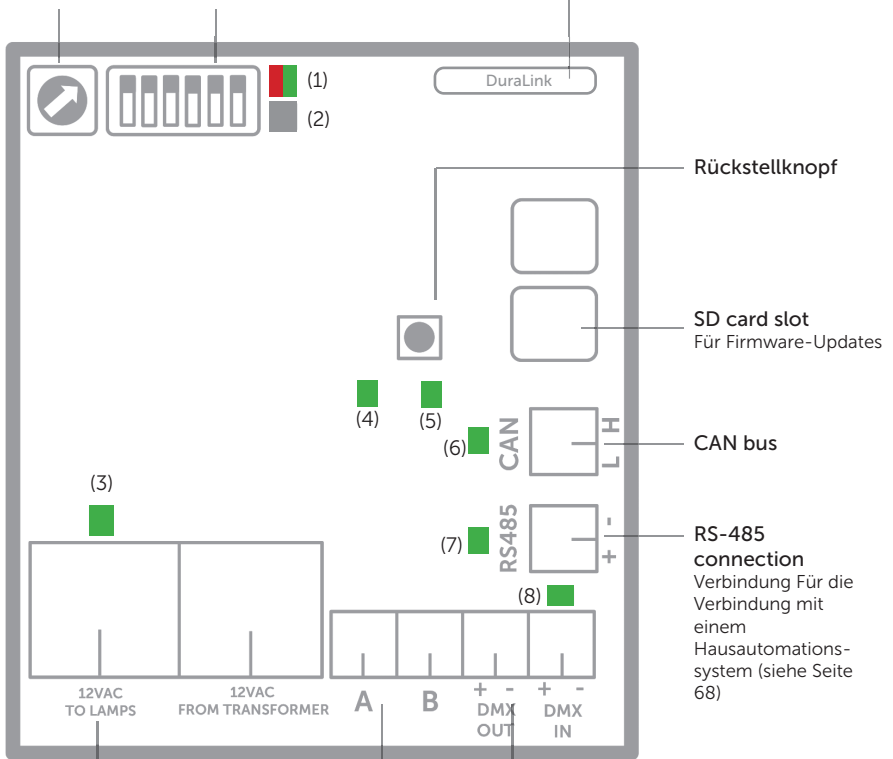 (1)
DuraLink
(2)
Rückstellknopf
SD card slot
Für Firmware-Updates
(4)
(5)
(6)
CAN
H
L
CAN bus
(3)
(7)
RS485
-
+
RS-485
connection
Verbindung Für die
Verbindung mit
einem
Hausautomations-
system (siehe Seite
68)
(8)
12VAC
TO LAMPS
12VAC
FROM TRANSFORMER
A
B
+ -
DMX
OUT
+ -
DMX
IN